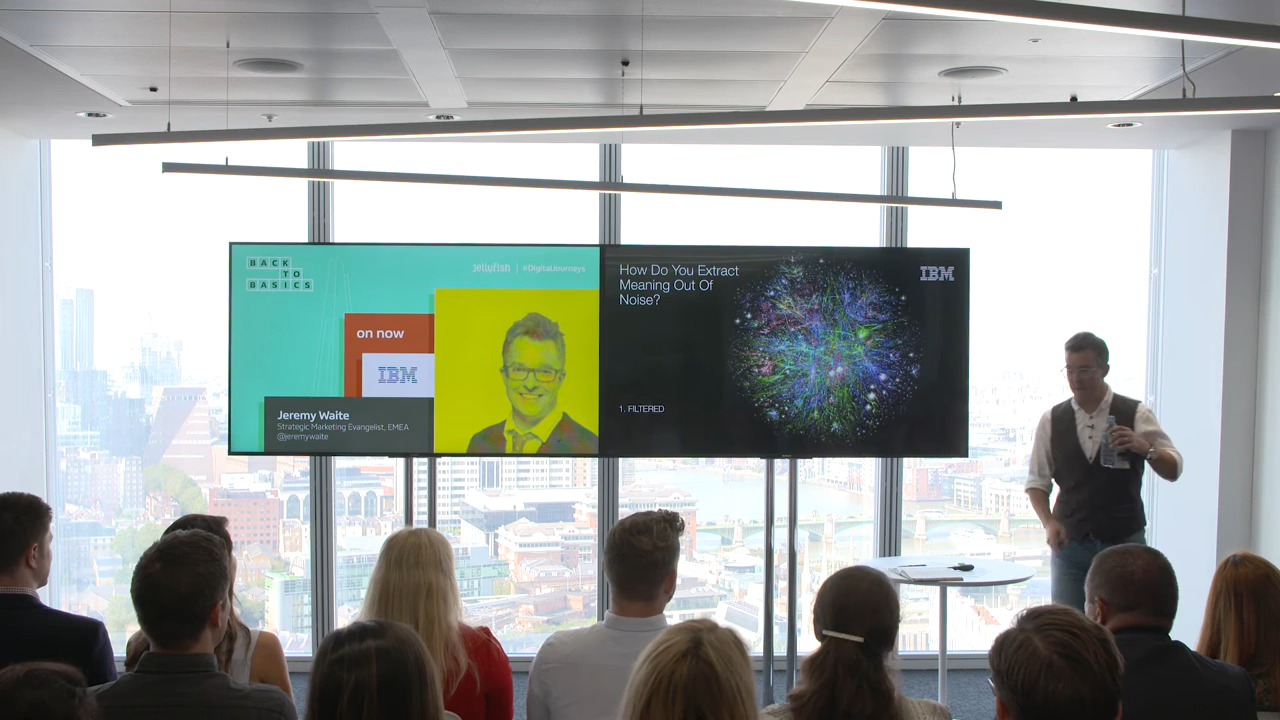 BACK
TO
BASICS
jellyfish | #DigitalJourneys
on now
IBM
Jeremy Waite
Strategic Marketing Evangelist, EMEA
@jeremywaite
How Do You Extract
Meaning Out Of
Noise?
IBM
1. FILTERED